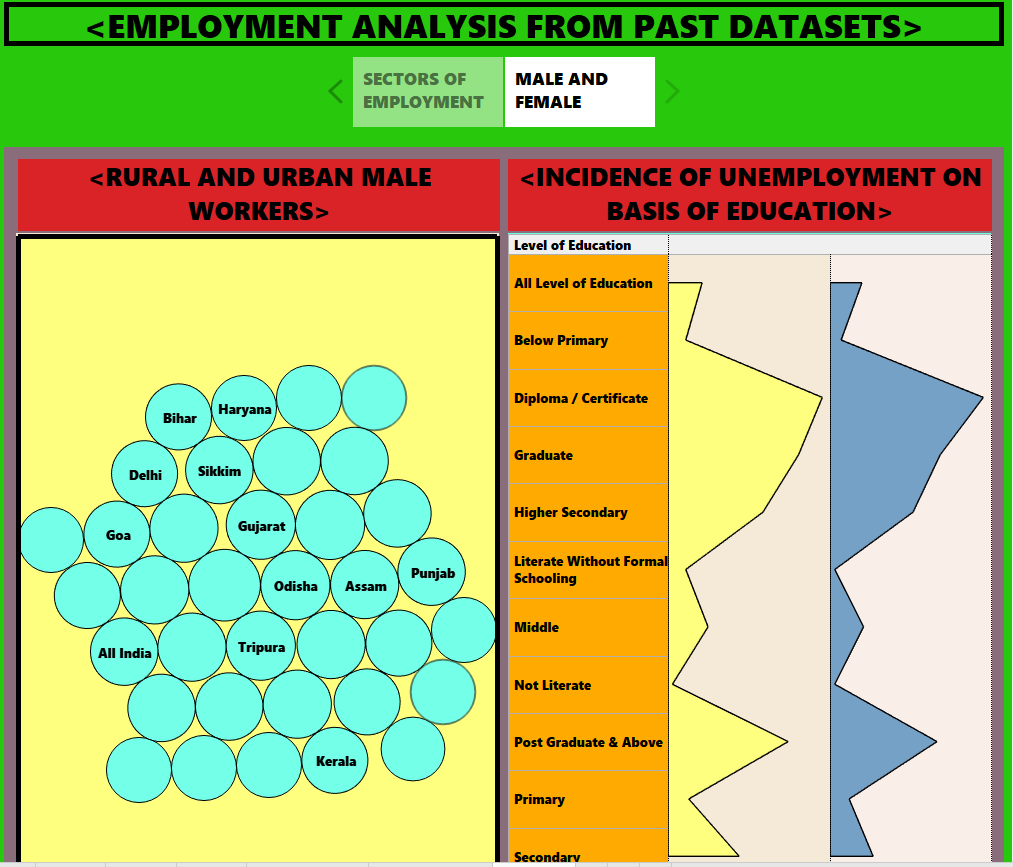 <EMPLOYMENT ANALYSIS FROM PAST DATASETS>
SECTORS OF
EMPLOYMENT
MALE AND
FEMALE
<RURAL AND URBAN MALE
WORKERS>
<INCIDENCE OF UNEMPLOYMENT ON
BASIS OF EDUCATION>
Bihar
Haryana
Delhi
Sikkim
Goa
Gujarat
Odisha
Assam
Punjab
All India
Tripura
Kerala
Level of Education
All Level of Education
Below Primary
Diploma / Certificate
Graduate
Higher Secondary
Literate Without Formal
Schooling
Middle
Not Literate
Post Graduate & Above
Primary
Secondary